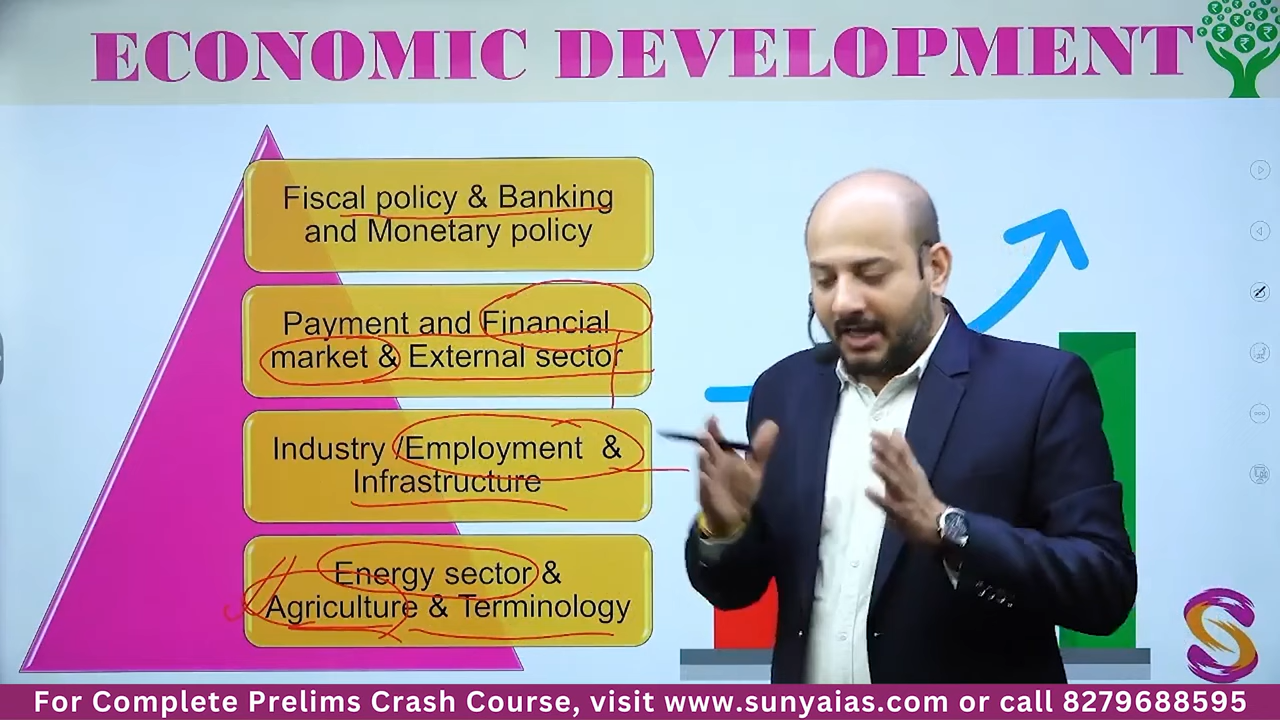 ECONOMIC DEVELOPMENT
Fiscal policy & Banking
and Monetary policy
Payment and Financial
market & External sector
Industry /Employment &
Infrastructure
Energy sector &
Agriculture & Terminology
For Complete Prelims Crash Course, visit www.sunyaias.com or call 8279688595